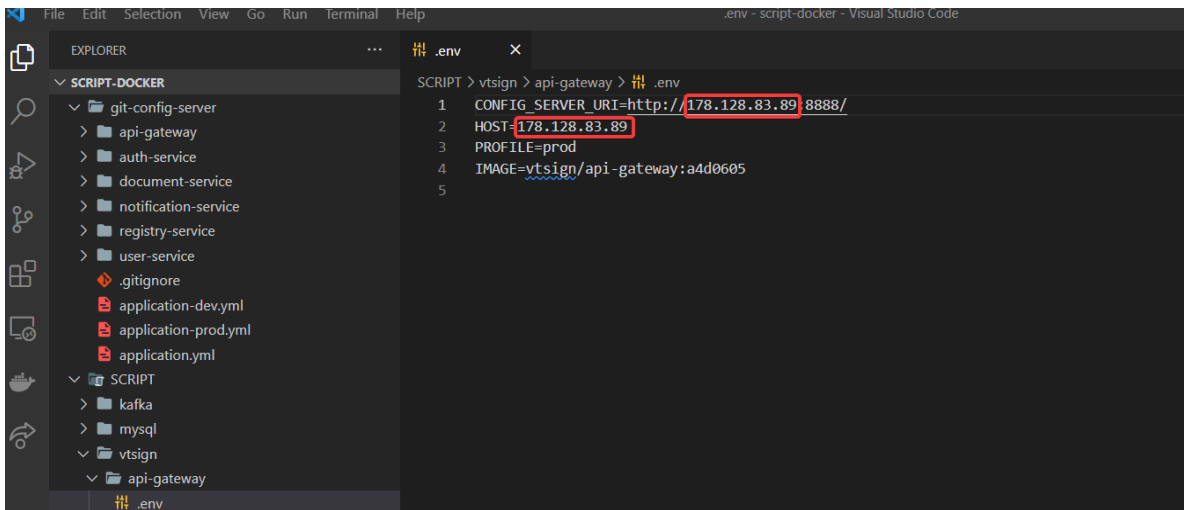 File Edit Selection View Go Run Terminal Help .env - script-docker - Visual Studio Code
EXPLORER
SCRIPT-DOCKER
git-config-server
api-gateway
auth-service
document-service
notification-service
registry-service
user-service
.gitignore
application-dev.yml
application-prod.yml
application.yml
SCRIPT
kafka
mysql
vtsign
api-gateway
.env
.env
SCRIPT > vtsign > api-gateway > .env
1 CONFIG_SERVER_URI=http://178.128.83.89:8888/
2 HOST=178.128.83.89
3 PROFILE=prod
4 IMAGE=vtsign/api-gateway:a4d0605
5